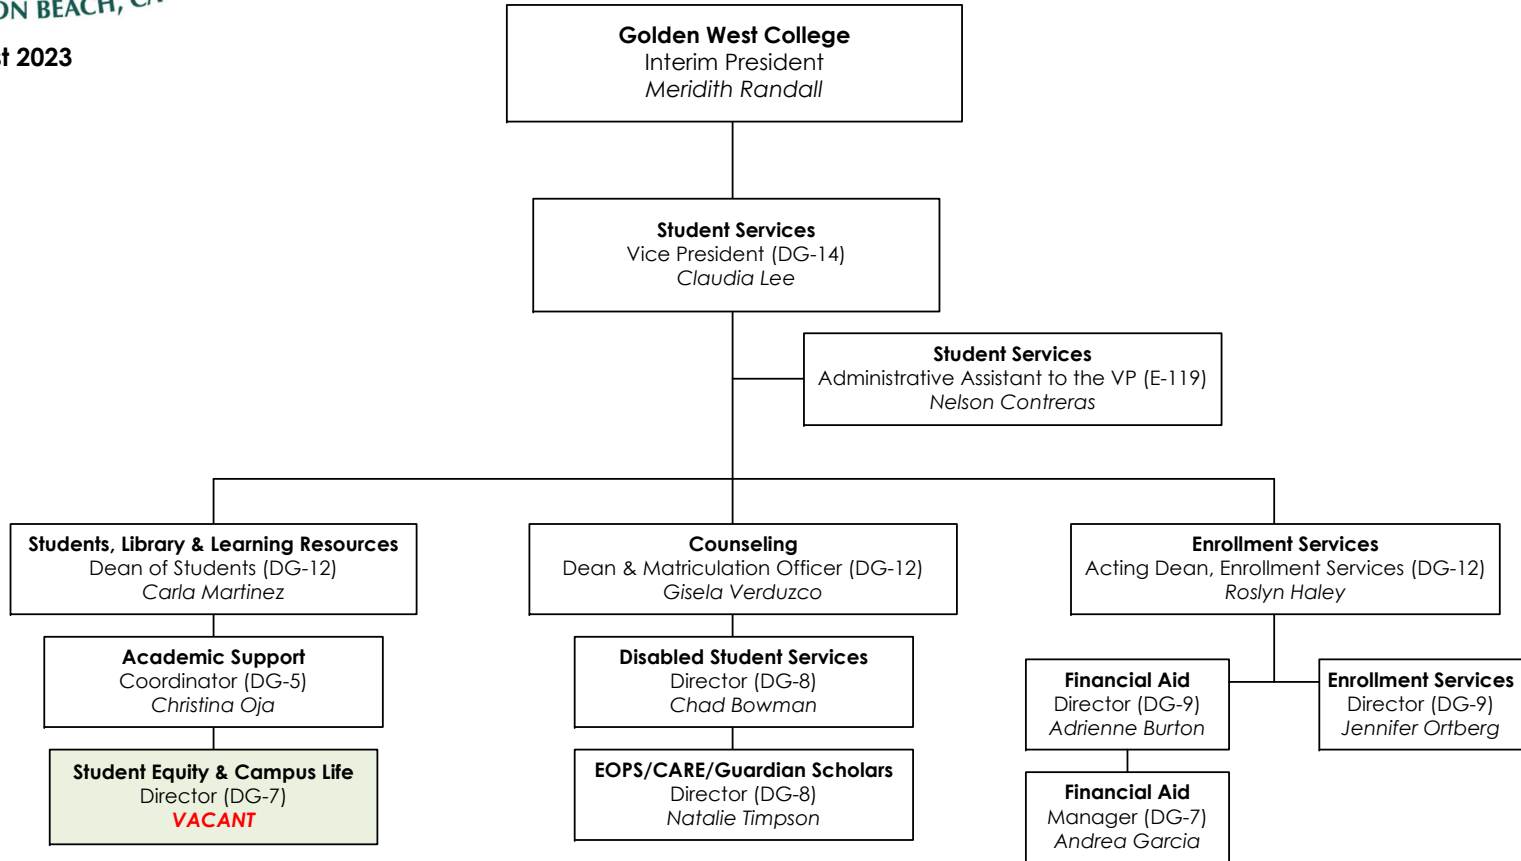 BEACH,
2023
Golden West College
Interim President
Meridith Randall
Student Services
Vice President (DG-14)
Claudia Lee
Student Services
Administrative Assistant to the VP (E-119)
Nelson Contreras
Students, Library & Learning Resources
Dean of Students (DG-12)
Carla Martinez
Counseling
Dean & Matriculation Officer (DG-12)
Gisela Verduzco
Enrollment Services
Acting Dean, Enrollment Services (DG-12)
Roslyn Haley
Academic Support
Coordinator (DG-5)
Christina Oja
Disabled Student Services
Director (DG-8)
Chad Bowman
Financial Aid
Director (DG-9)
Adrienne Burton
Enrollment Services
Director (DG-9)
Jennifer Ortberg
Student Equity & Campus Life
Director (DG-7)
VACANT
EOPS/CARE/Guardian Scholars
Director (DG-8)
Natalie Timpson
Financial Aid
Manager (DG-7)
Andrea Garcia